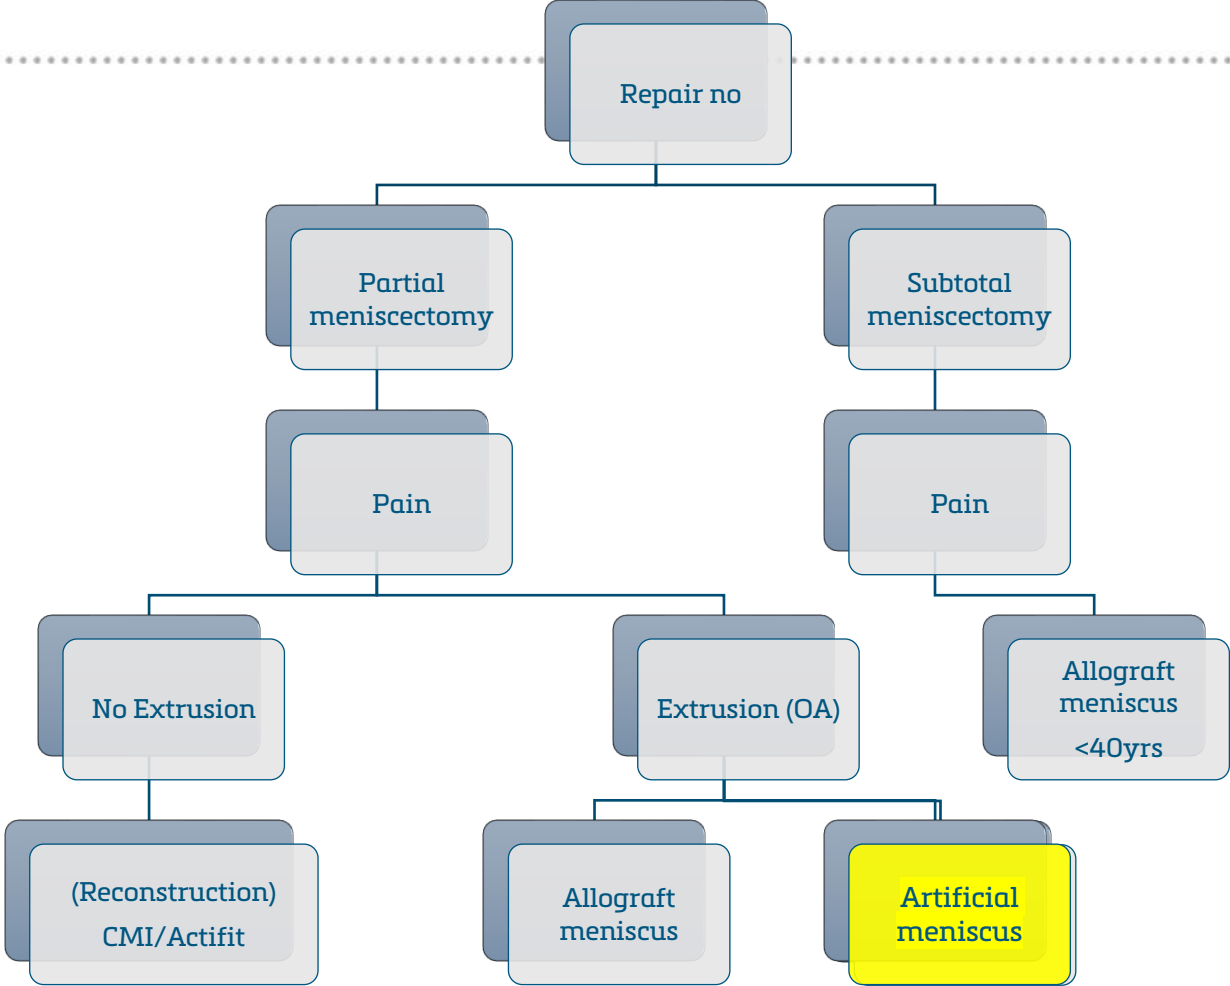 Repair no
Partial
meniscectomy
Subtotal
meniscectomy
Pain
Pain
No Extrusion
Extrusion (OA)
Allograft
meniscus
<40yrs
(Reconstruction)
CMI/Actifit
Allograft
meniscus
Artificial
meniscus